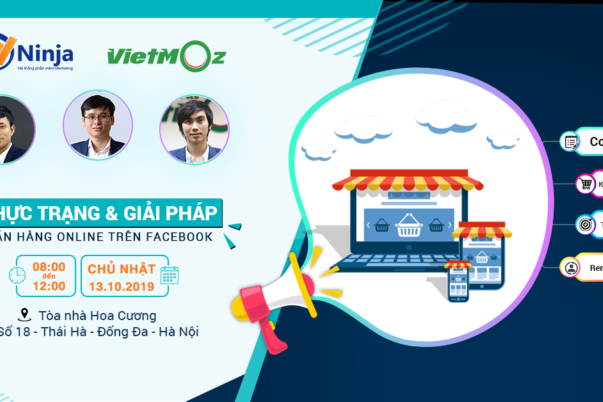 Ninja
Hệ thống phần mềm Marketing
VietMoz
THỰC TRẠNG & GIẢI PHÁP
BÁN HÀNG ONLINE TRÊN FACEBOOK
08:00
đến
12:00
CHỦ NHẬT
13.10.2019
Tòa nhà Hoa Cương
Số 18 - Thái Hà - Đống Đa - Hà Nội